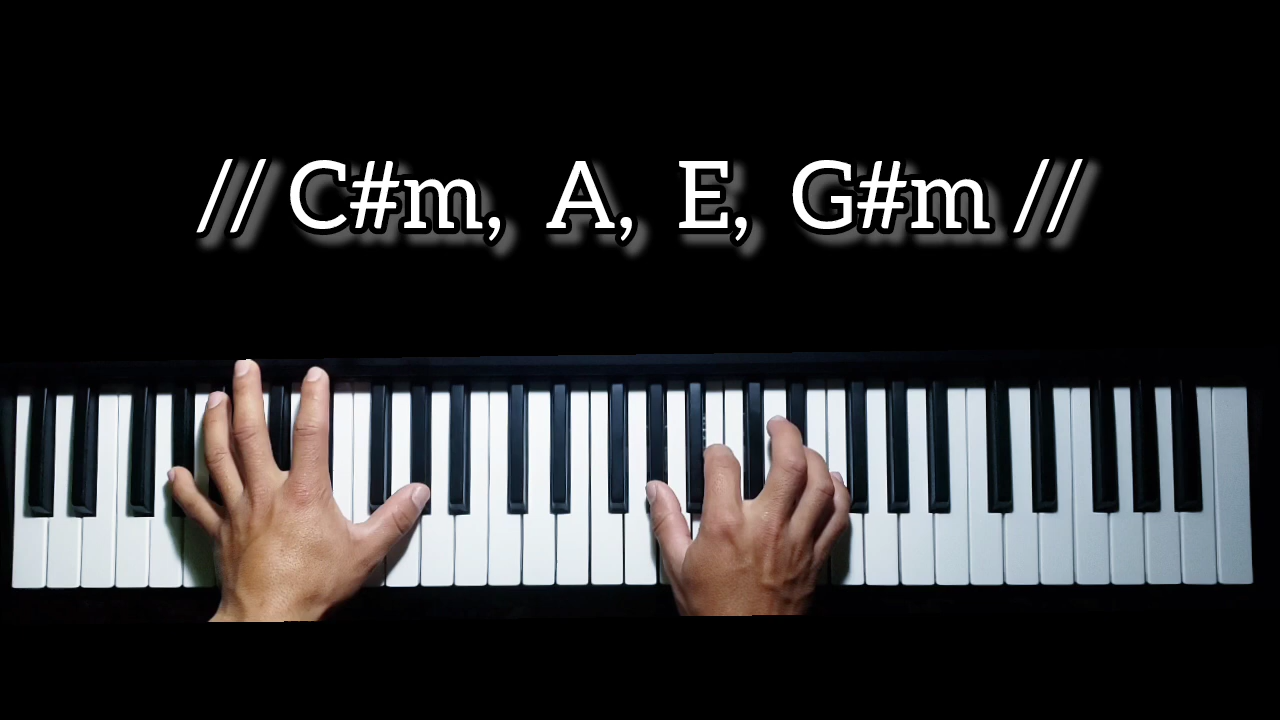 // C#m, A, E, G#m //